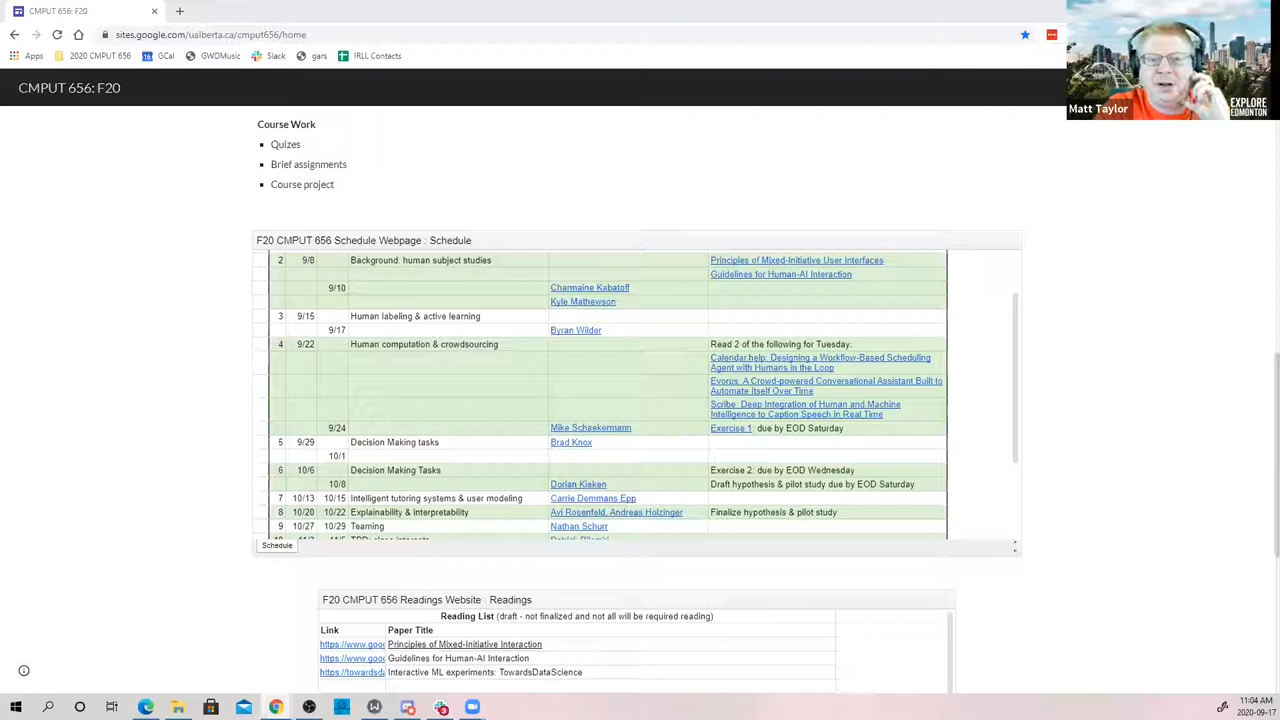 CMPUT 656: F20
sites.google.com/ualberta.ca/cmput656/home
Apps 2020 CMPUT 656 GCal GWDMusic Slack gars IRLL Contacts
CMPUT 656: F20
Matt Taylor
EXPLORE
EDMONTON
Course Work
Quizes
Brief assignments
Course project
F20 CMPUT 656 Schedule Webpage : Schedule
2 9/8 Background: human subject studies Principles of Mixed-Initiative User Interfaces
Guidelines for Human-AI Interaction
9/10 Charmaine Kabatoff
Kyle Mathewson
3 9/15 Human labeling & active learning
9/17 Byran Wilder
4 9/22 Human computation & crowdsourcing Read 2 of the following for Tuesday:
Calendar.help: Designing a Workflow-Based Scheduling
Agent with Humans in the Loop
Evorus: A Crowd-powered Conversational Assistant Built to
Automate Itself Over Time
Scribe: Deep Integration of Human and Machine
Intelligence to Caption Speech in Real Time
9/24 Mike Schaekermann Exercise 1: due by EOD Saturday
5 9/29 Decision Making tasks Brad Knox
10/1
6 10/6 Decision Making Tasks Exercise 2: due by EOD Wednesday
10/8 Dorian Kieken Draft hypothesis & pilot study due by EOD Saturday
7 10/13 10/15 Intelligent tutoring systems & user modeling Carrie Demmans Epp
8 10/20 10/22 Explainability & interpretability Avi Rosenfeld, Andreas Holzinger Finalize hypothesis & pilot study
9 10/27 10/29 Teaming Nathan Schurr
Schedule
F20 CMPUT 656 Readings Website : Readings
Reading List (draft - not finalized and not all will be required reading)
Link Paper Title
https://www.goo Principles of Mixed-Initiative Interaction
https://www.goo Guidelines for Human-AI Interaction
https://towardsda Interactive ML experiments: TowardsDataScience
11:04 AM
2020-09-17